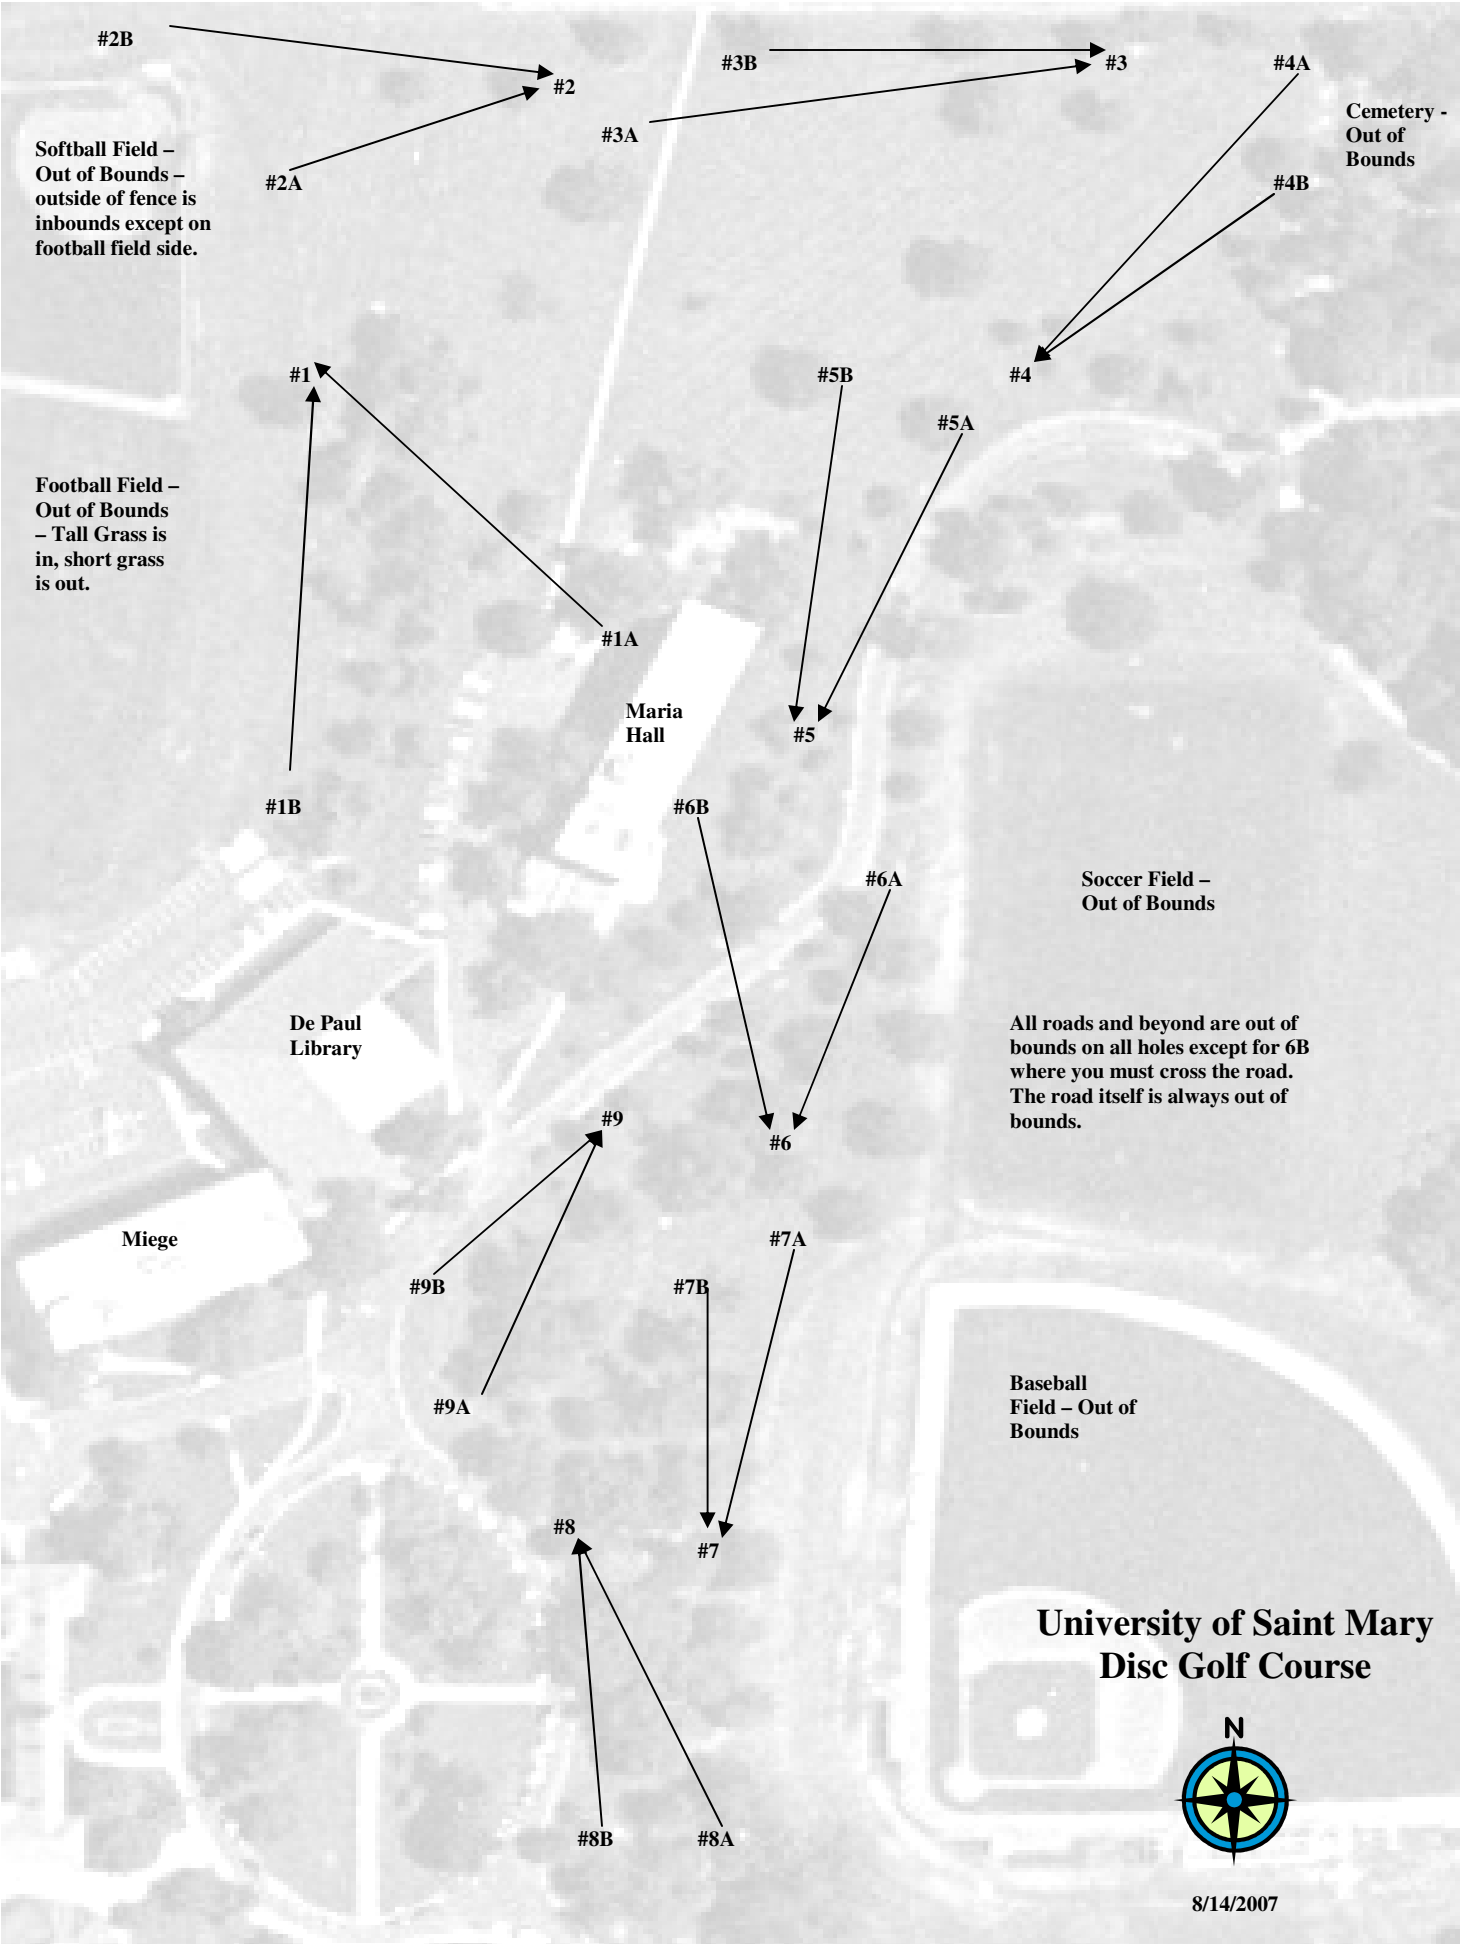 #2B
#2
#3B
#3
#4A
Cemetery -
Out of
Bounds
#3A
Softball Field –
Out of Bounds –
outside of fence is
inbounds except on
football field side.
#2A
#4B
#1
#5B
#4
#5A
Football Field –
Out of Bounds
– Tall Grass is
in, short grass
is out.
#1A
Maria
Hall
#5
#1B
#6B
#6A
Soccer Field –
Out of Bounds
De Paul
Library
All roads and beyond are out of
bounds on all holes except for 6B
where you must cross the road.
The road itself is always out of
bounds.
#9
#6
Miege
#7A
#9B
#7B
#9A
Baseball
Field – Out of
Bounds
#8
#7
University of Saint Mary
Disc Golf Course
N
#8B
#8A
8/14/2007